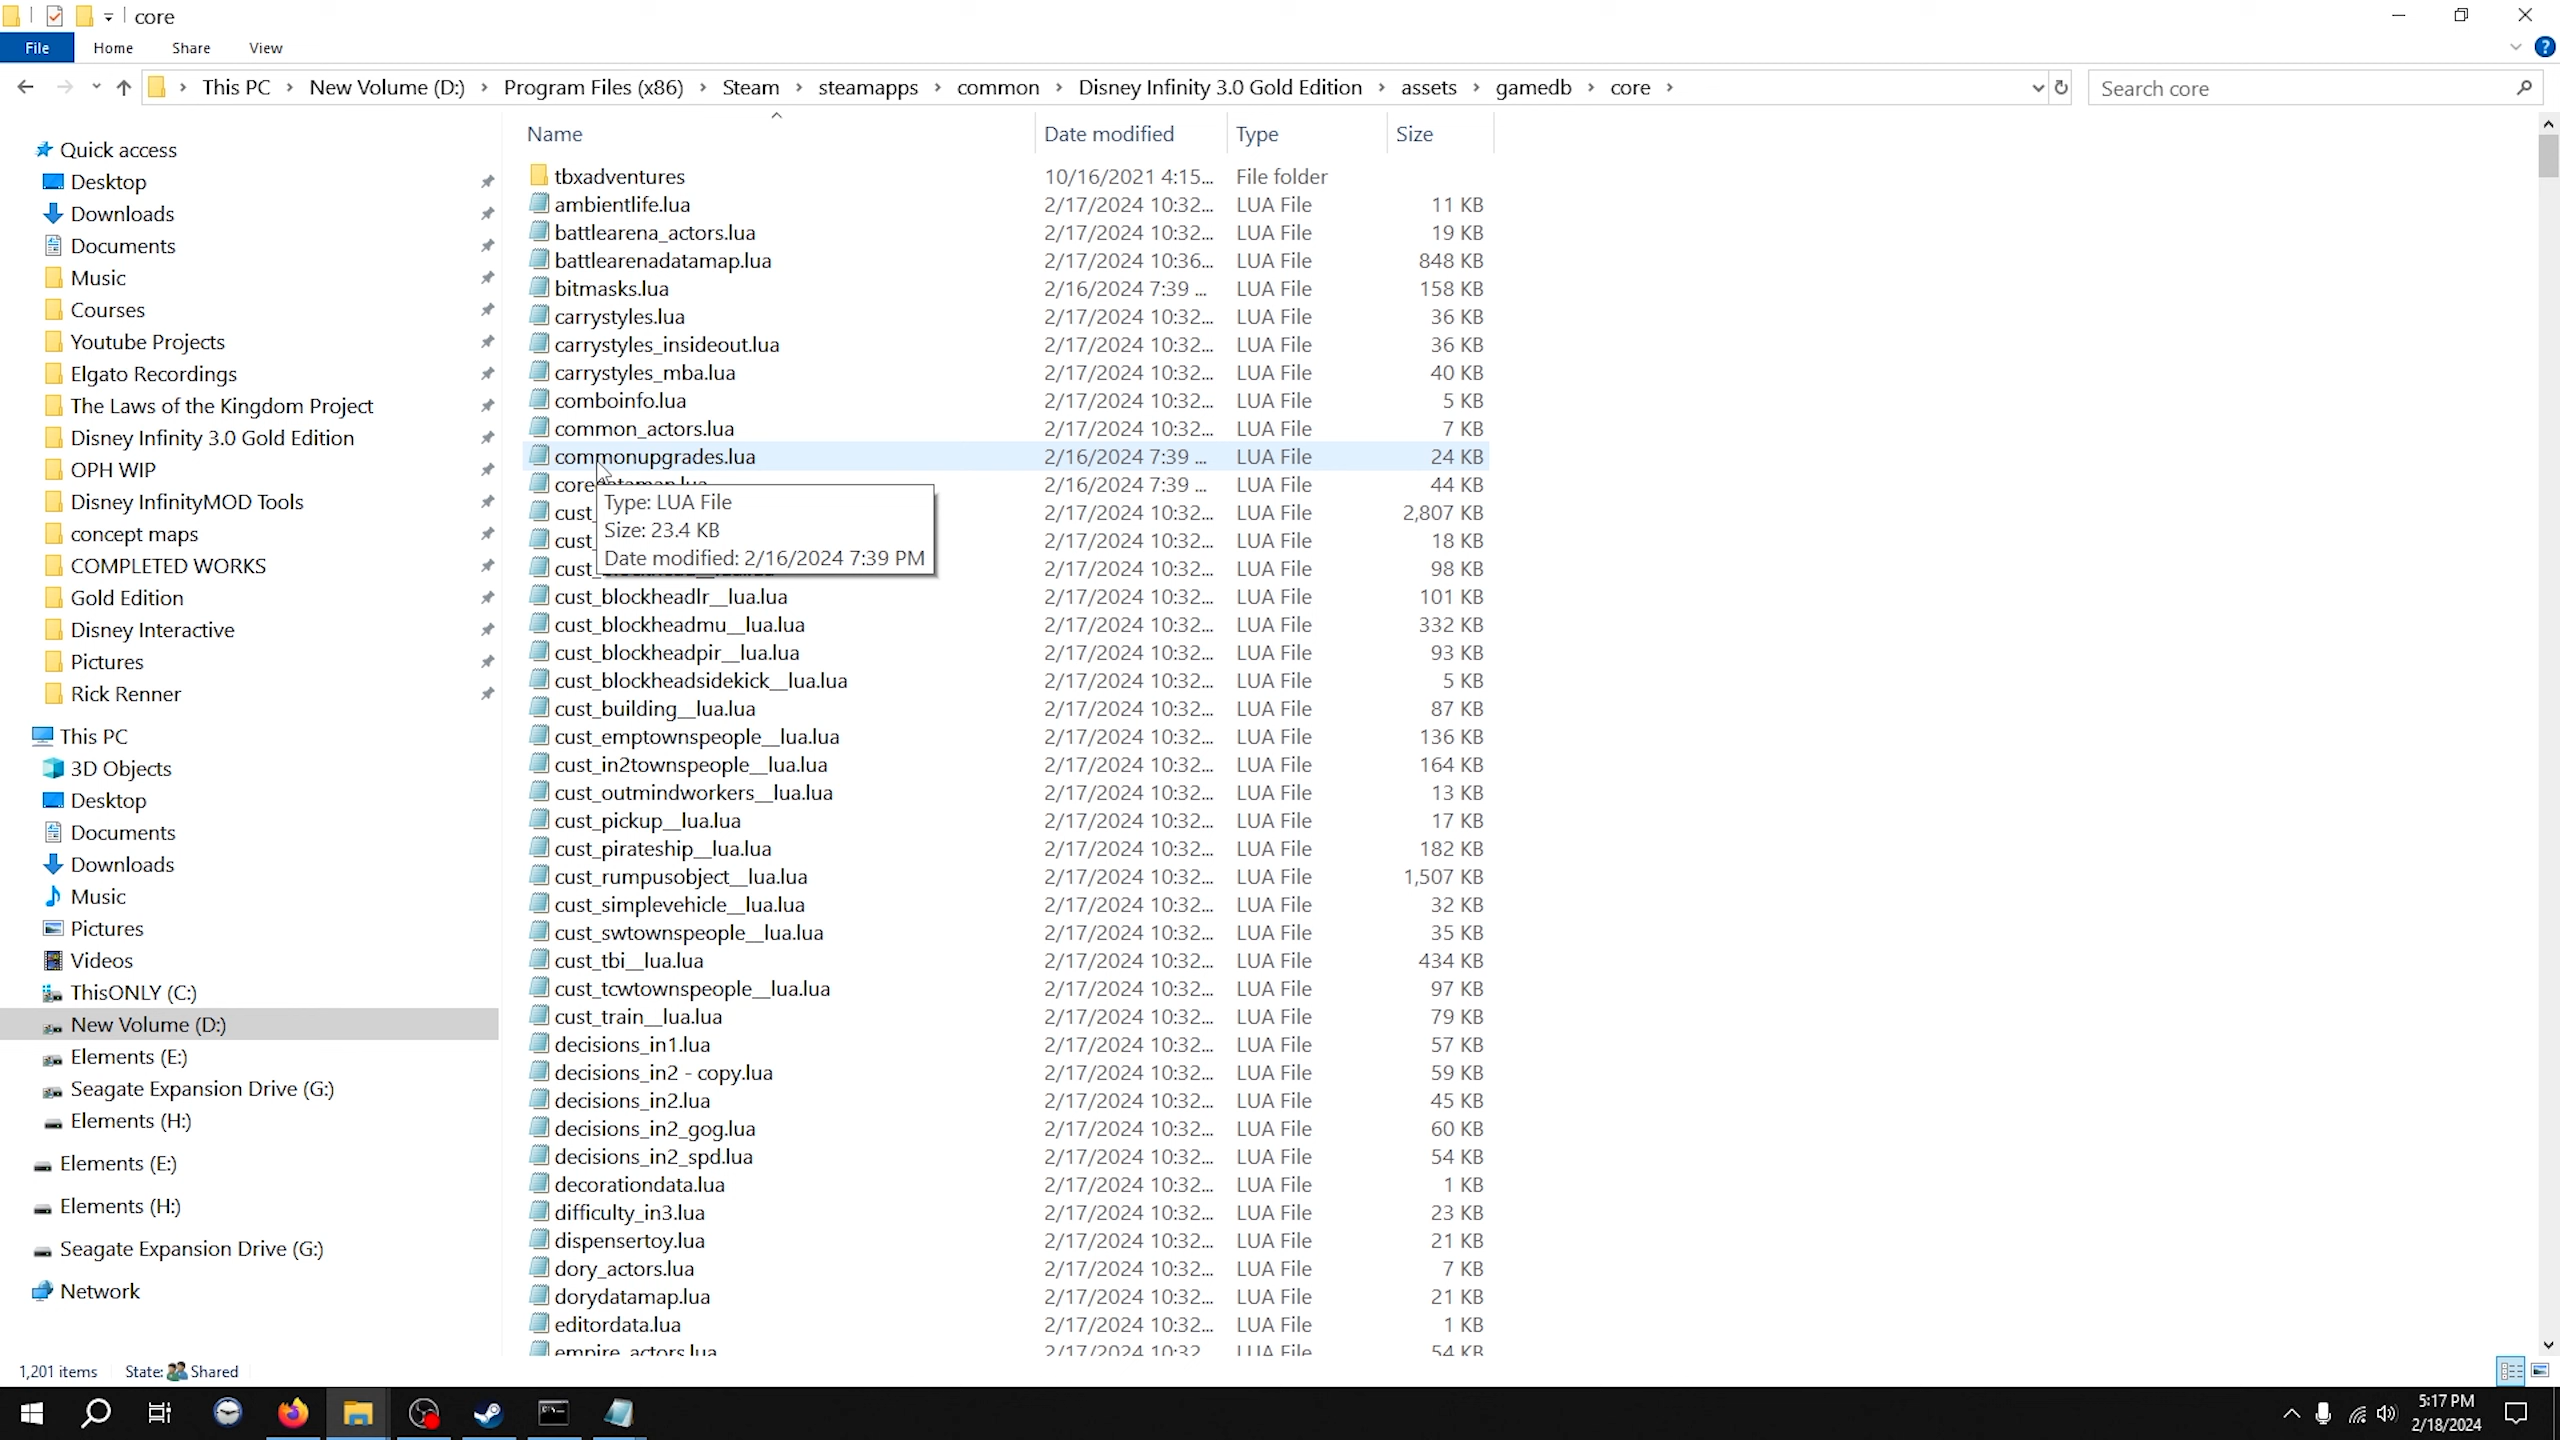 core
File Home Share View
This PC New Volume (D:) Program Files (x86) Steam steamapps common Disney Infinity 3.0 Gold Edition assets gamedb core
Search core
Name Date modified Type Size
Quick access
Desktop
Downloads
Documents
Music
Courses
Youtube Projects
Elgato Recordings
The Laws of the Kingdom Project
Disney Infinity 3.0 Gold Edition
OPH WIP
Disney InfinityMOD Tools
concept maps
COMPLETED WORKS
Gold Edition
Disney Interactive
Pictures
Rick Renner
This PC
3D Objects
Desktop
Documents
Downloads
Music
Pictures
Videos
ThisONLY (C:)
New Volume (D:)
Elements (E:)
Seagate Expansion Drive (G:)
Elements (H:)
Elements (E:)
Elements (H:)
Seagate Expansion Drive (G:)
Network
tbxadventures 10/16/2021 4:15... File folder
ambientlife.lua 2/17/2024 10:32... LUA File 11 KB
battlearena_actors.lua 2/17/2024 10:32... LUA File 19 KB
battlearenadatamap.lua 2/17/2024 10:36... LUA File 848 KB
bitmasks.lua 2/16/2024 7:39 ... LUA File 158 KB
carrystyles.lua 2/17/2024 10:32... LUA File 36 KB
carrystyles_insideout.lua 2/17/2024 10:32... LUA File 36 KB
carrystyles_mba.lua 2/17/2024 10:32... LUA File 40 KB
comboinfo.lua 2/17/2024 10:32... LUA File 5 KB
common_actors.lua 2/17/2024 10:32... LUA File 7 KB
commonupgrades.lua 2/16/2024 7:39 ... LUA File 24 KB
core 2/16/2024 7:39 ... LUA File 44 KB
cust_ 2/17/2024 10:32... LUA File 2,807 KB
cust_ 2/17/2024 10:32... LUA File 18 KB
cust_ 2/17/2024 10:32... LUA File 98 KB
Type: LUA File
Size: 23.4 KB
Date modified: 2/16/2024 7:39 PM
cust_blockheadlr__lua.lua 2/17/2024 10:32... LUA File 101 KB
cust_blockheadmu__lua.lua 2/17/2024 10:32... LUA File 332 KB
cust_blockheadpir__lua.lua 2/17/2024 10:32... LUA File 93 KB
cust_blockheadsidekick__lua.lua 2/17/2024 10:32... LUA File 5 KB
cust_building__lua.lua 2/17/2024 10:32... LUA File 87 KB
cust_emptownspeople__lua.lua 2/17/2024 10:32... LUA File 136 KB
cust_in2townspeople__lua.lua 2/17/2024 10:32... LUA File 164 KB
cust_outmindworkers__lua.lua 2/17/2024 10:32... LUA File 13 KB
cust_pickup__lua.lua 2/17/2024 10:32... LUA File 17 KB
cust_pirateship__lua.lua 2/17/2024 10:32... LUA File 182 KB
cust_rumpusobject__lua.lua 2/17/2024 10:32... LUA File 1,507 KB
cust_simplevehicle__lua.lua 2/17/2024 10:32... LUA File 32 KB
cust_swtownspeople__lua.lua 2/17/2024 10:32... LUA File 35 KB
cust_tbi__lua.lua 2/17/2024 10:32... LUA File 434 KB
cust_tcwtownspeople__lua.lua 2/17/2024 10:32... LUA File 97 KB
cust_train__lua.lua 2/17/2024 10:32... LUA File 79 KB
decisions_in1.lua 2/17/2024 10:32... LUA File 57 KB
decisions_in2 - copy.lua 2/17/2024 10:32... LUA File 59 KB
decisions_in2.lua 2/17/2024 10:32... LUA File 45 KB
decisions_in2_gog.lua 2/17/2024 10:32... LUA File 60 KB
decisions_in2_spd.lua 2/17/2024 10:32... LUA File 54 KB
decorationdata.lua 2/17/2024 10:32... LUA File 1 KB
difficulty_in3.lua 2/17/2024 10:32... LUA File 23 KB
dispensertoy.lua 2/17/2024 10:32... LUA File 21 KB
dory_actors.lua 2/17/2024 10:32... LUA File 7 KB
dorydatamap.lua 2/17/2024 10:32... LUA File 21 KB
editordata.lua 2/17/2024 10:32... LUA File 1 KB
empire_actors.lua 2/17/2024 10:32... LUA File 54 KB
1,201 items State: Shared
5:17 PM
2/18/2024